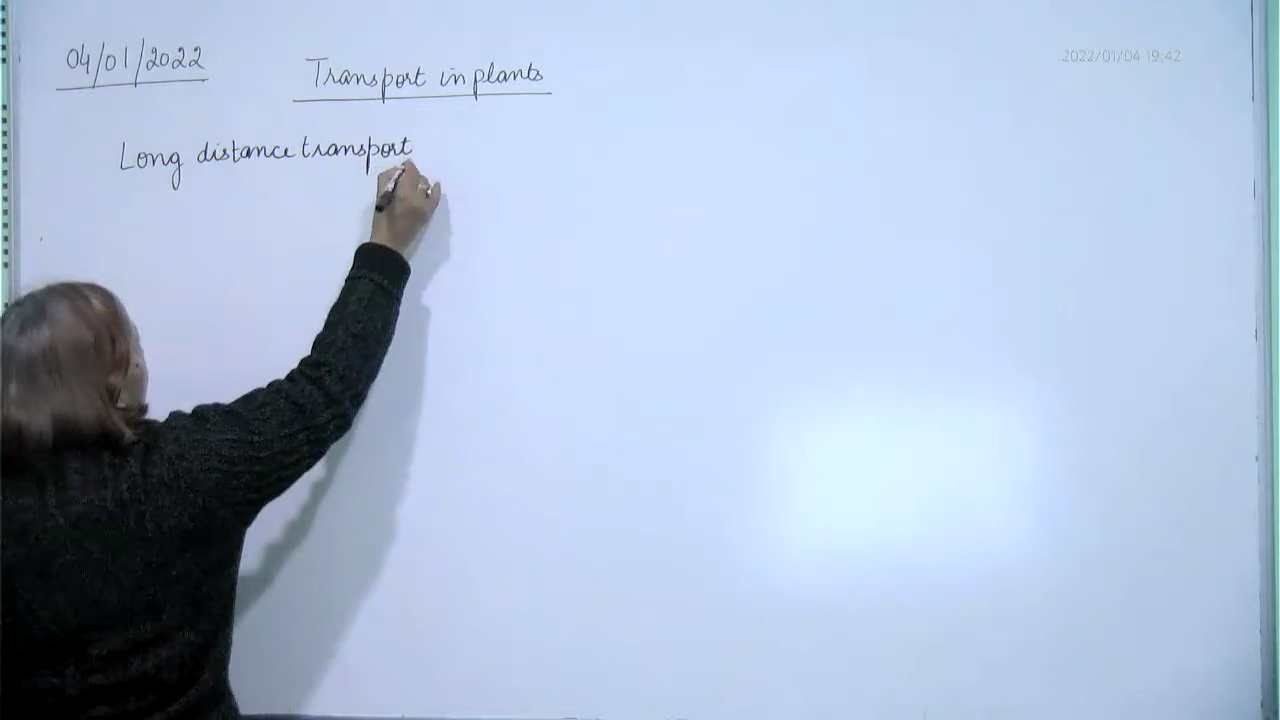 04/01/2022
Transport in plants
2022/01/04 19:42
Long distance transport